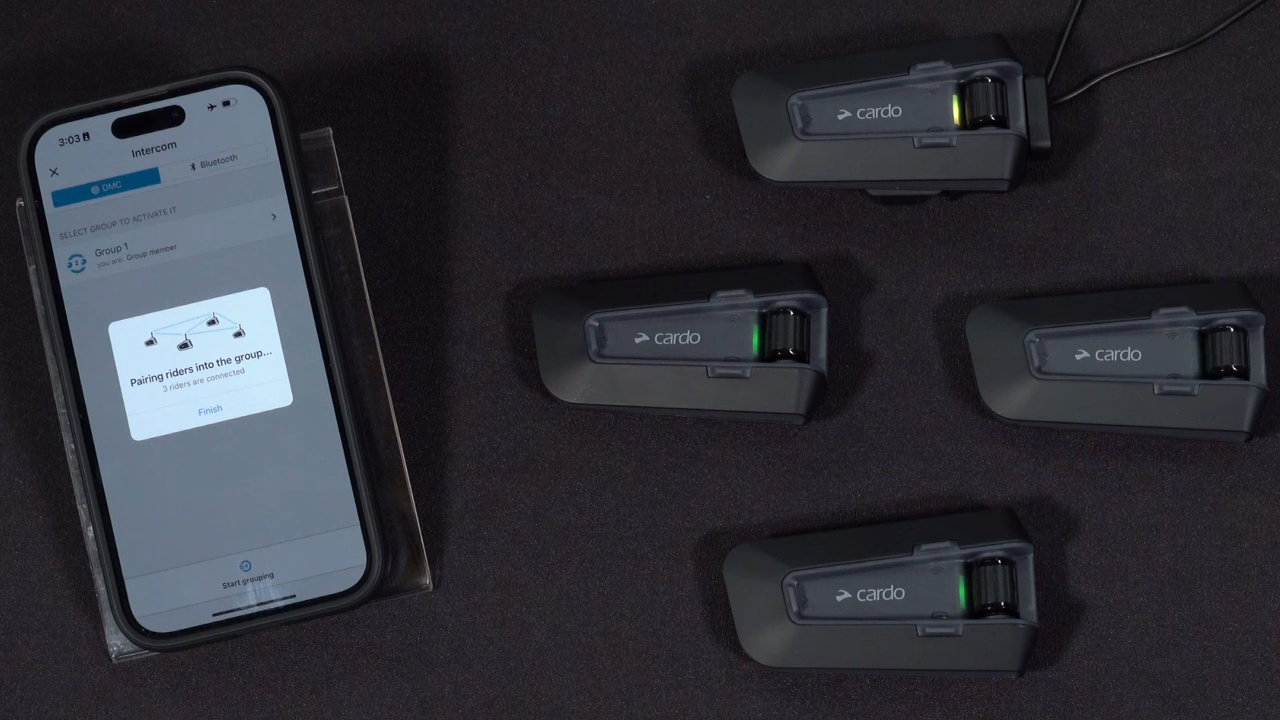 3:03
Intercom
DMC
Bluetooth
SELECT GROUP TO ACTIVATE IT
Group 1
you are: Group member
Pairing riders into the group...
3 riders are connected
Finish
Start grouping
cardo
cardo
cardo
cardo